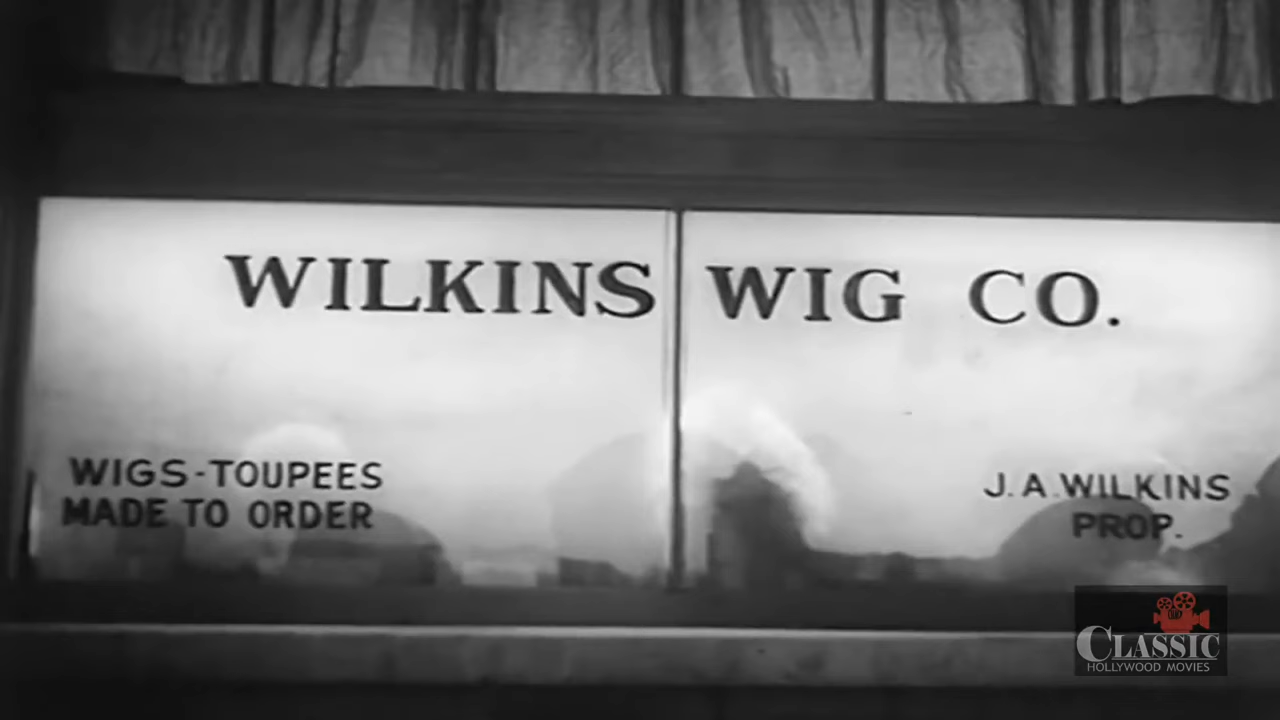 WILKINS WIG CO.
WIGS-TOUPEES
MADE TO ORDER
J. A. WILKINS
PROP.
CLASSIC
HOLLYWOOD MOVIES